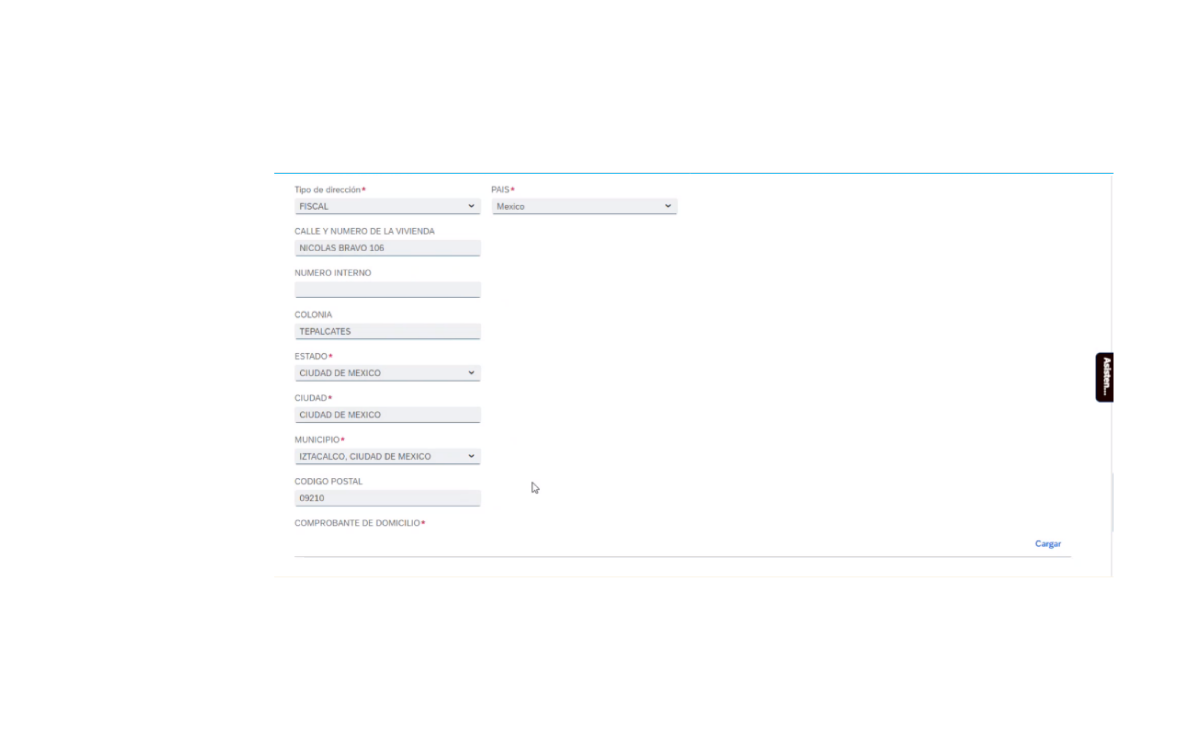 Tipo de dirección* PAIS*
FISCAL Mexico
CALLE Y NUMERO DE LA VIVIENDA
NICOLAS BRAVO 106
NUMERO INTERNO
COLONIA
TEPALCATES
ESTADO*
CIUDAD DE MEXICO
CIUDAD*
CIUDAD DE MEXICO
MUNICIPIO*
IZTACALCO, CIUDAD DE MEXICO
CODIGO POSTAL
09210
COMPROBANTE DE DOMICILIO*
Cargar
Asisten...